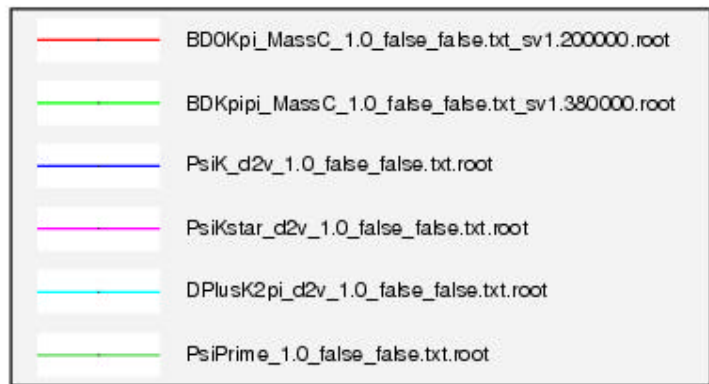 BD0Kpi_MassC_1.0_false_false.txt_sv1.200000.root
BDKpipi_MassC_1.0_false_false.txt_sv1.380000.root
PsiK_d2v_1.0_false_false.txt.root
PsiKstar_d2v_1.0_false_false.txt.root
DPlusK2pi_d2v_1.0_false_false.txt.root
PsiPrime_1.0_false_false.txt.root